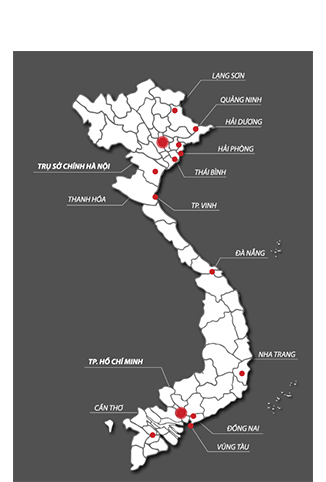 LẠNG SƠN
QUẢNG NINH
HẢI DƯƠNG
HẢI PHÒNG
TRỤ SỞ CHÍNH HÀ NỘI
THÁI BÌNH
THANH HÓA
TP. VINH
ĐÀ NẴNG
NHA TRANG
TP. HỒ CHÍ MINH
CẦN THƠ
ĐỒNG NAI
VŨNG TÀU